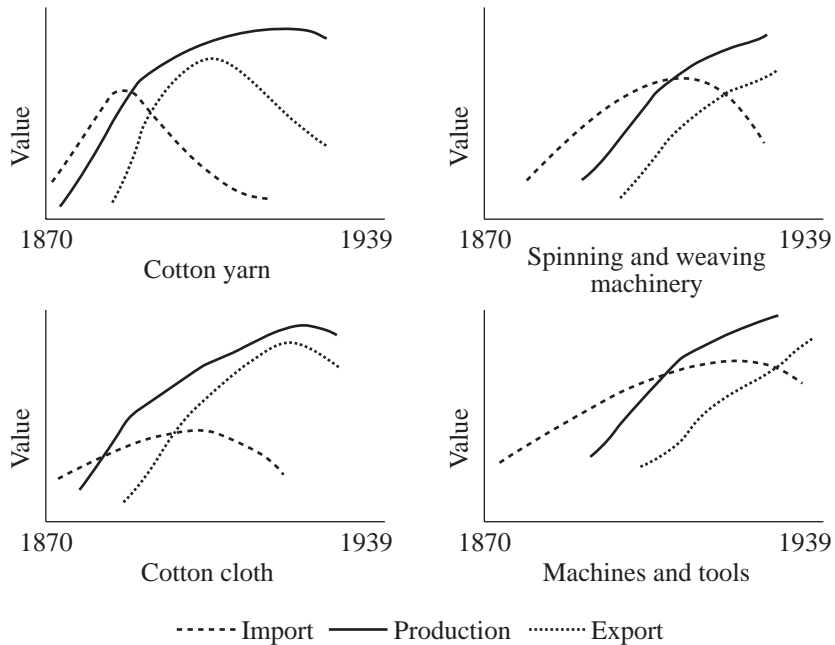 Value
1870
1939
Cotton yarn
Value
1870
1939
Spinning and weaving
machinery
Value
1870
1939
Cotton cloth
Value
1870
1939
Machines and tools
Import
Production
Export